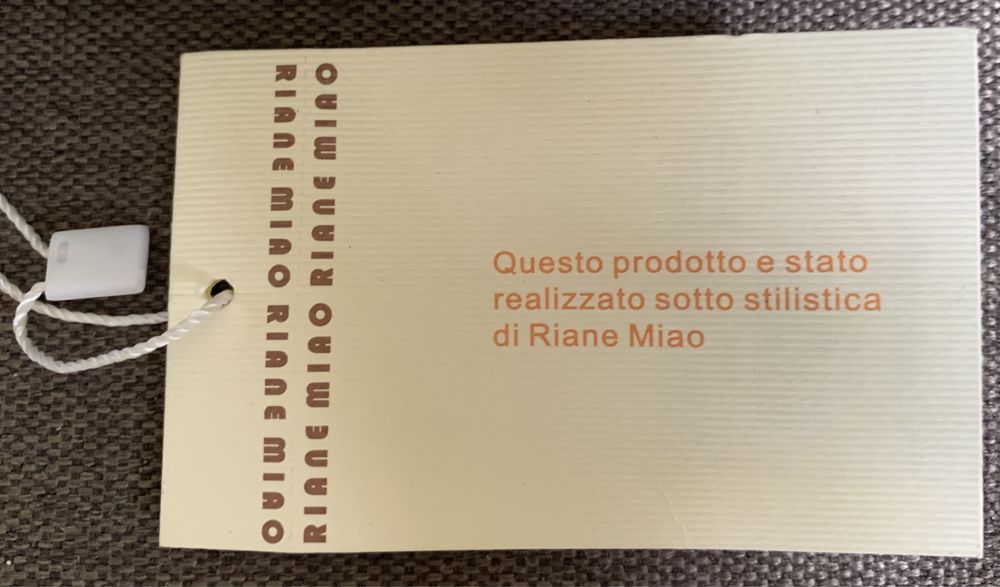 RIANE MIAO RIANE MIAO
RIANE MIAO RIANE MIAO
Questo prodotto e stato
realizzato sotto stilistica
di Riane Miao